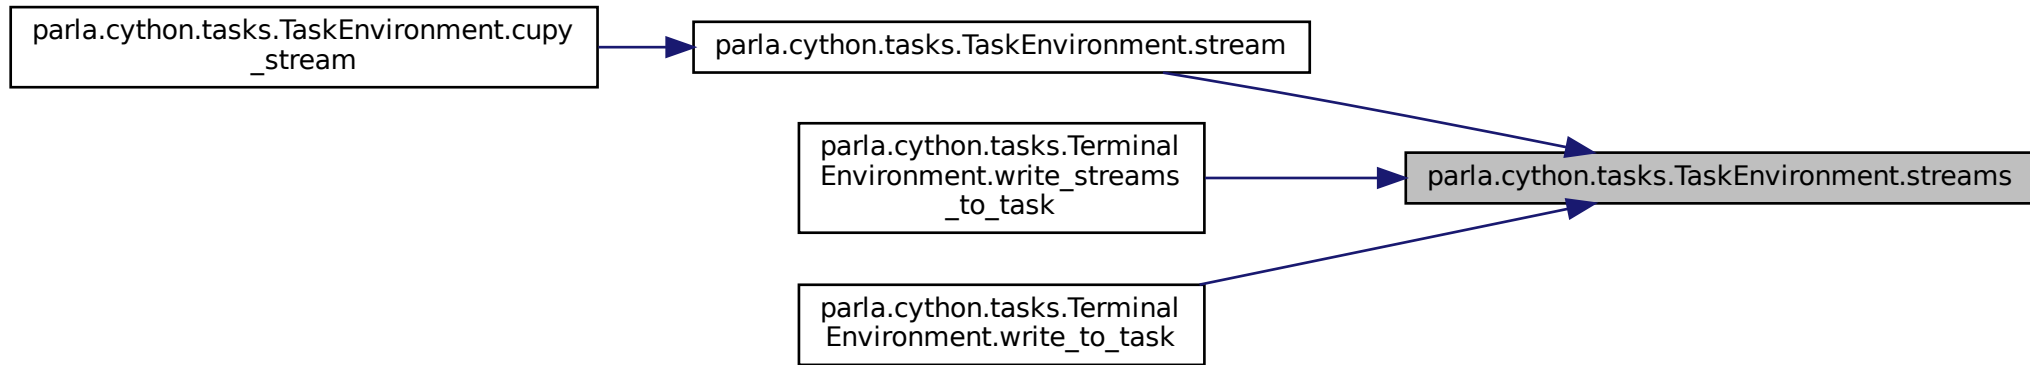 parla.cython.tasks.TaskEnvironment.cupy
_stream
parla.cython.tasks.TaskEnvironment.stream
parla.cython.tasks.Terminal
Environment.write_streams
_to_task
parla.cython.tasks.Terminal
Environment.write_to_task
parla.cython.tasks.TaskEnvironment.streams